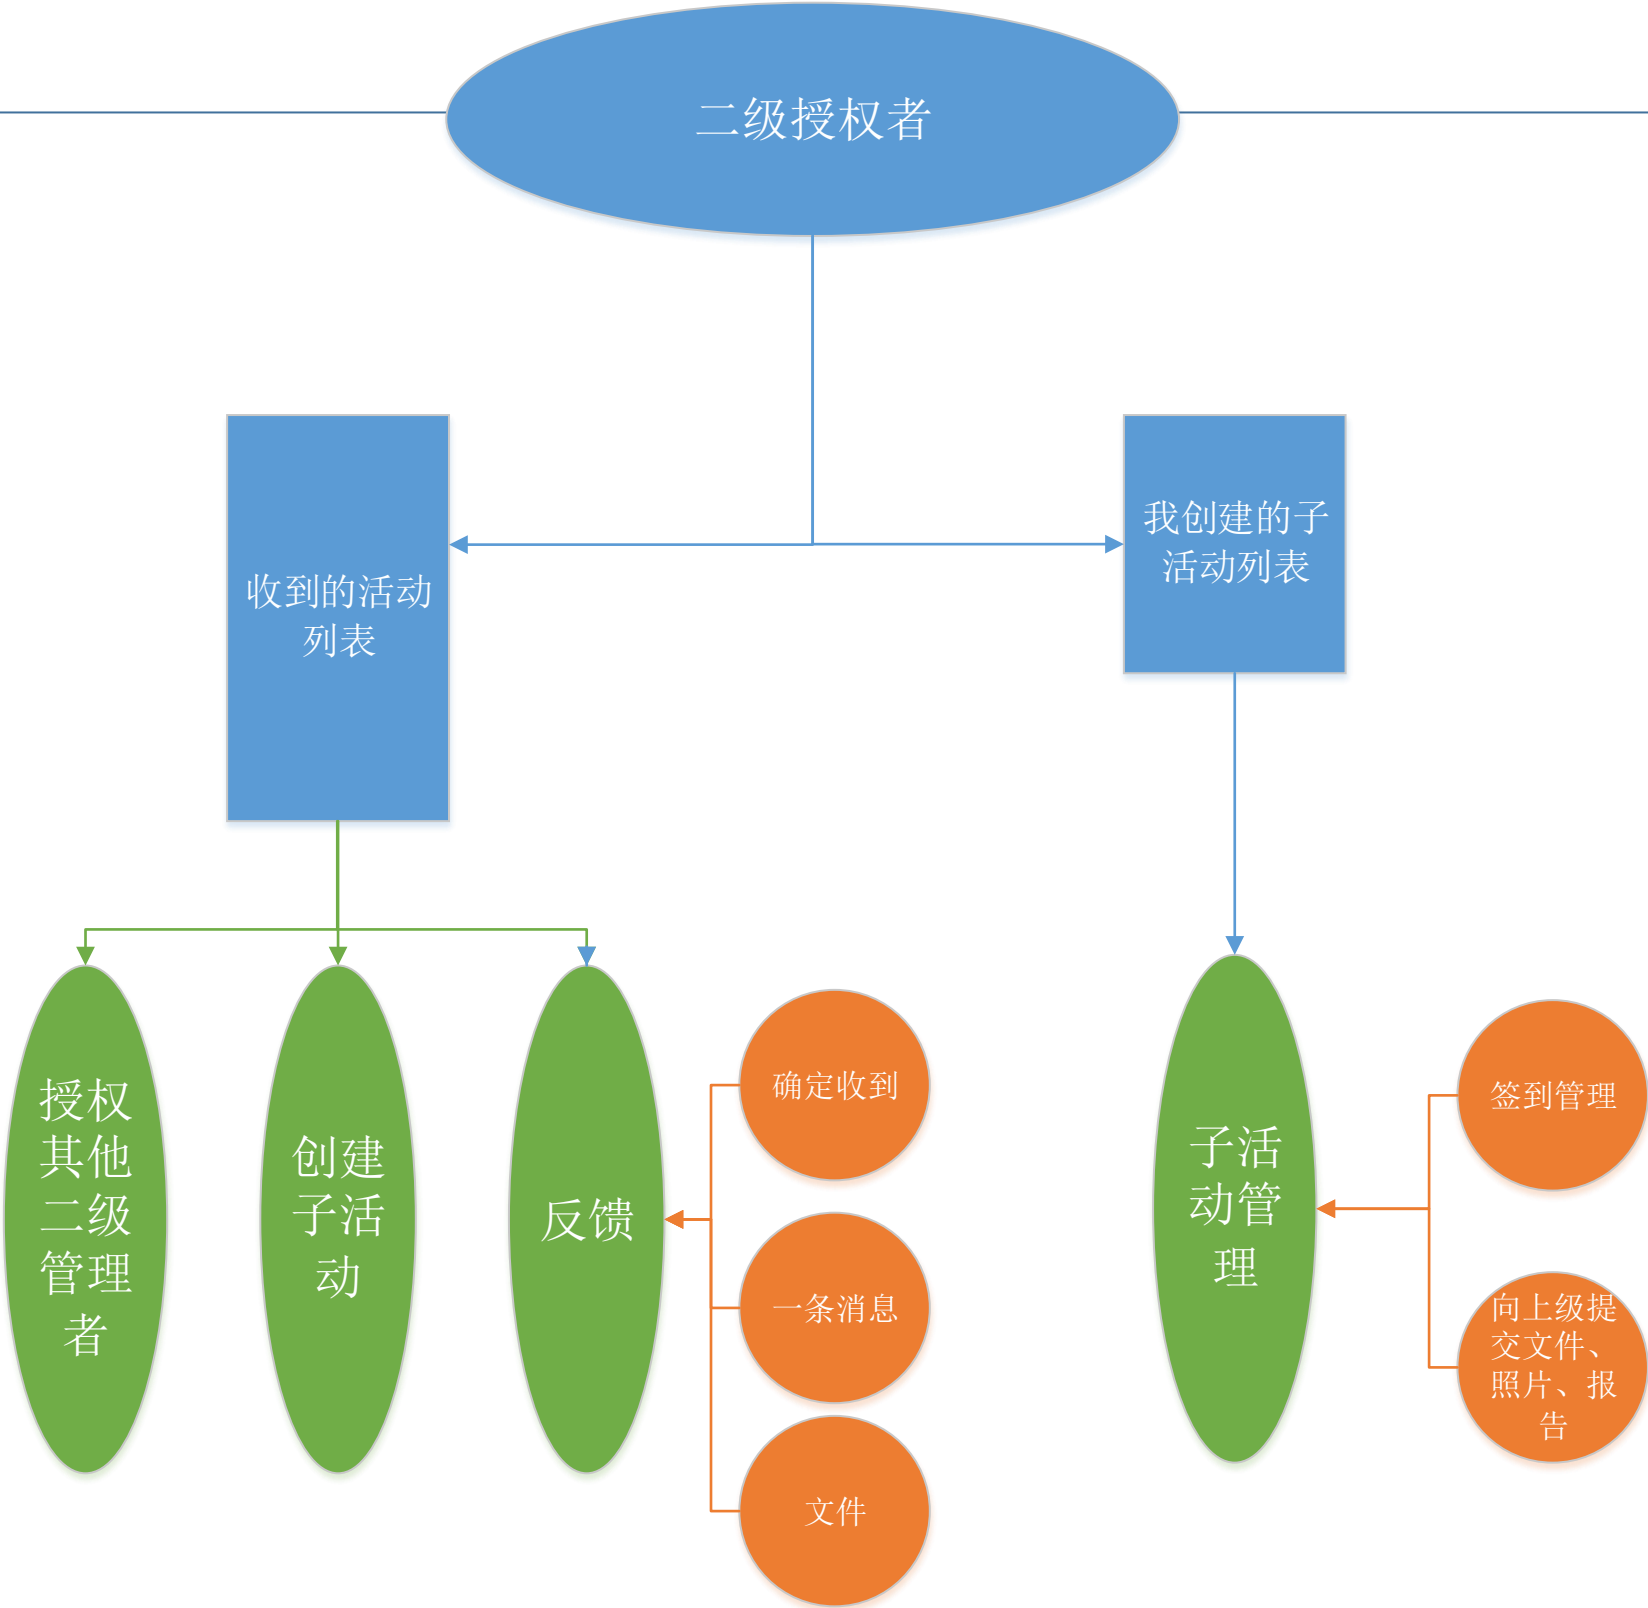 二级授权者
收到的活动
列表
我创建的子
活动列表
授权
其他
二级
管理
者
创建
子活
动
反馈
确定收到
一条消息
文件
子活
动管
理
签到管理
向上级提
交文件、
照片、报
告